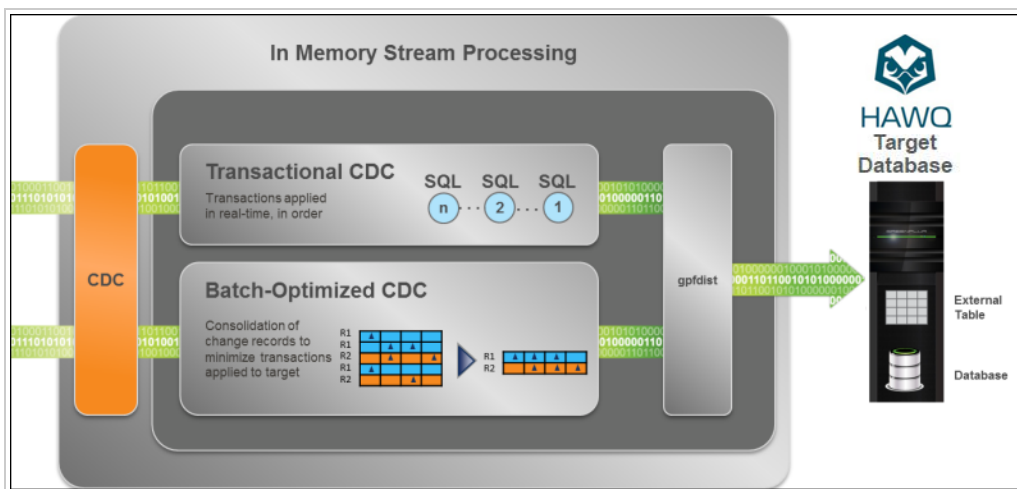 In Memory Stream Processing
HAWQ
Target
Database
Transactional CDC
Transactions applied
in real-time, in order
SQL SQL SQL
n ... 2 ... 1
CDC
gpfdist
Batch-Optimized CDC
Consolidation of
change records to
minimize transactions
applied to target
R1
R1
R2
R1
R2
R1
R2
External
Table
Database